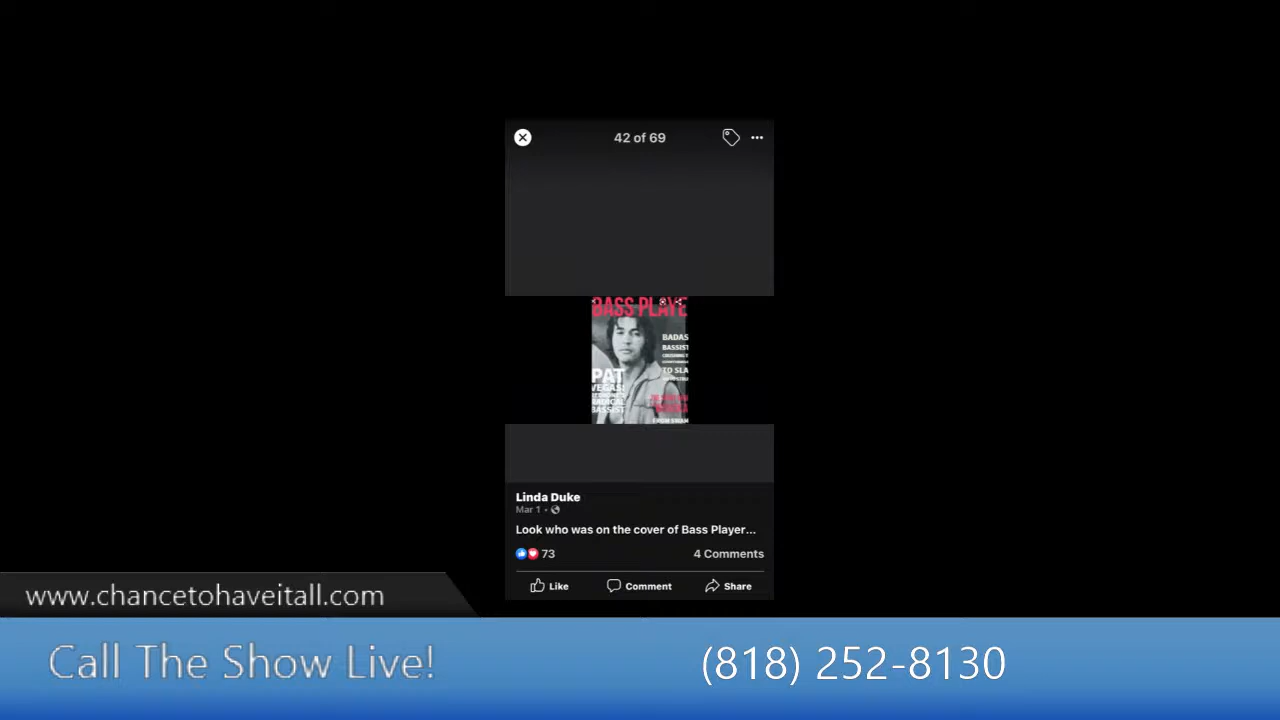 42 of 69
BASS PLAYE
BADAS
BASSIST
TO SLA
PAT
VEGAS
RADICAL
BASSIST
Linda Duke
Mar 1
Look who was on the cover of Bass Player...
73
4 Comments
Like
Comment
Share
www.chancetohaveitall.com
Call The Show Live!
(818) 252-8130